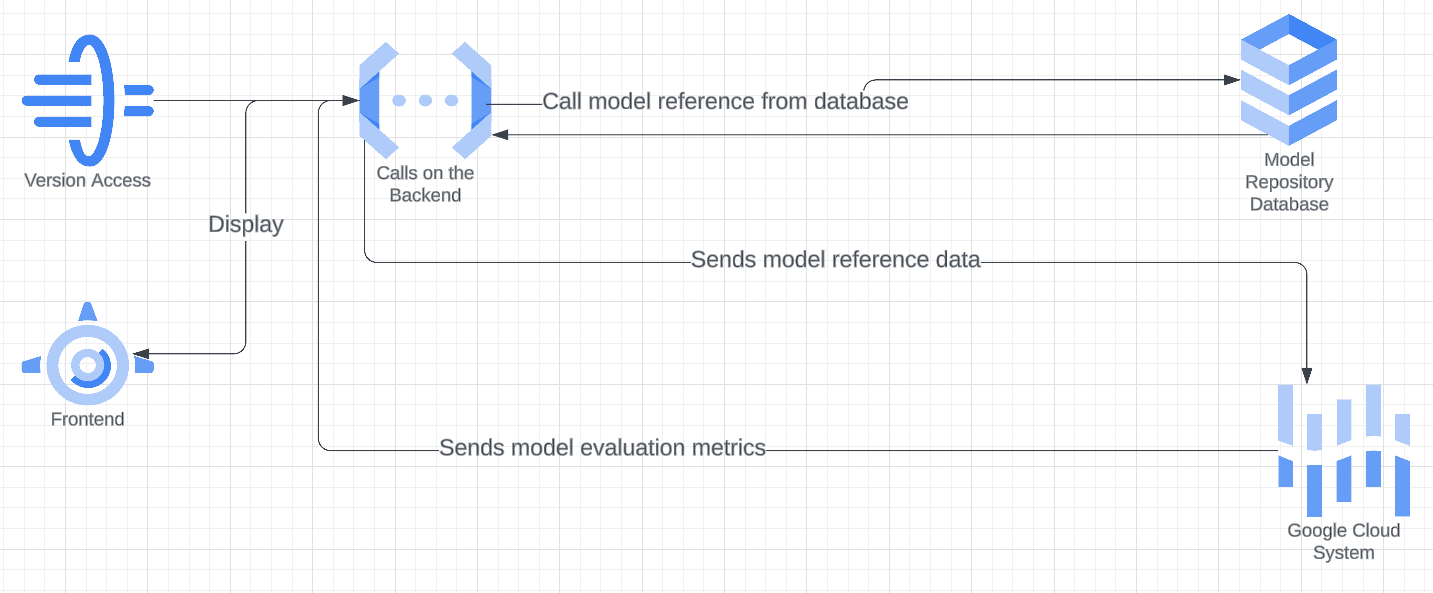 Call model reference from database
Version Access
Calls on the
Backend
Model
Repository
Database
Display
Sends model reference data
Frontend
Sends model evaluation metrics
Google Cloud
System